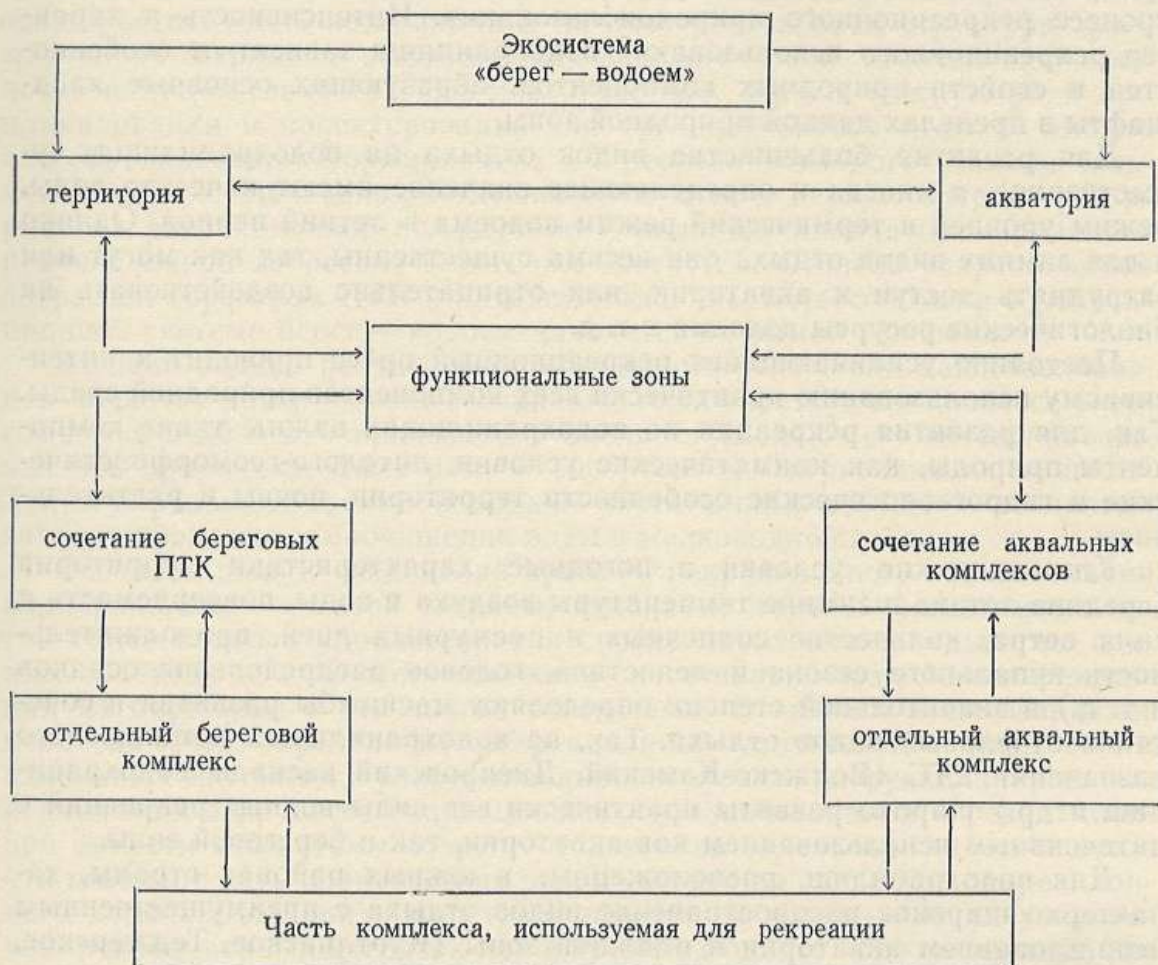 Экосистема
«берег — водоем»
территория
акватория
функциональные зоны
сочетание береговых
ПТК
сочетание аквальных
комплексов
отдельный береговой
комплекс
отдельный аквальный
комплекс
Часть комплекса, используемая для рекреации